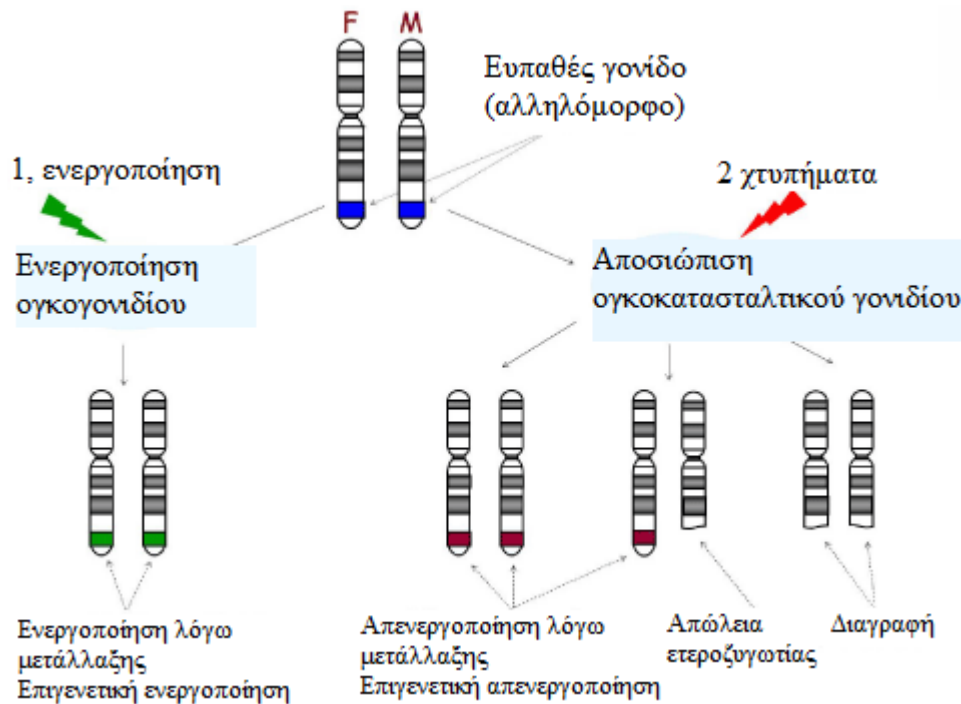 F M
Ευπαθές γονίδο
(αλληλόμορφο)
1, ενεργοποίηση
2 χτυπήματα
Ενεργοποίηση
ογκογονιδίου
Αποσιώπιση
ογκοκατασταλτικού γονιδίου
Ενεργοποίηση λόγω
μετάλλαξης
Επιγενετική ενεργοποίηση
Απενεργοποίηση λόγω
μετάλλαξης
Επιγενετική απενεργοποίηση
Απώλεια
ετεροζυγωτίας
Διαγραφή